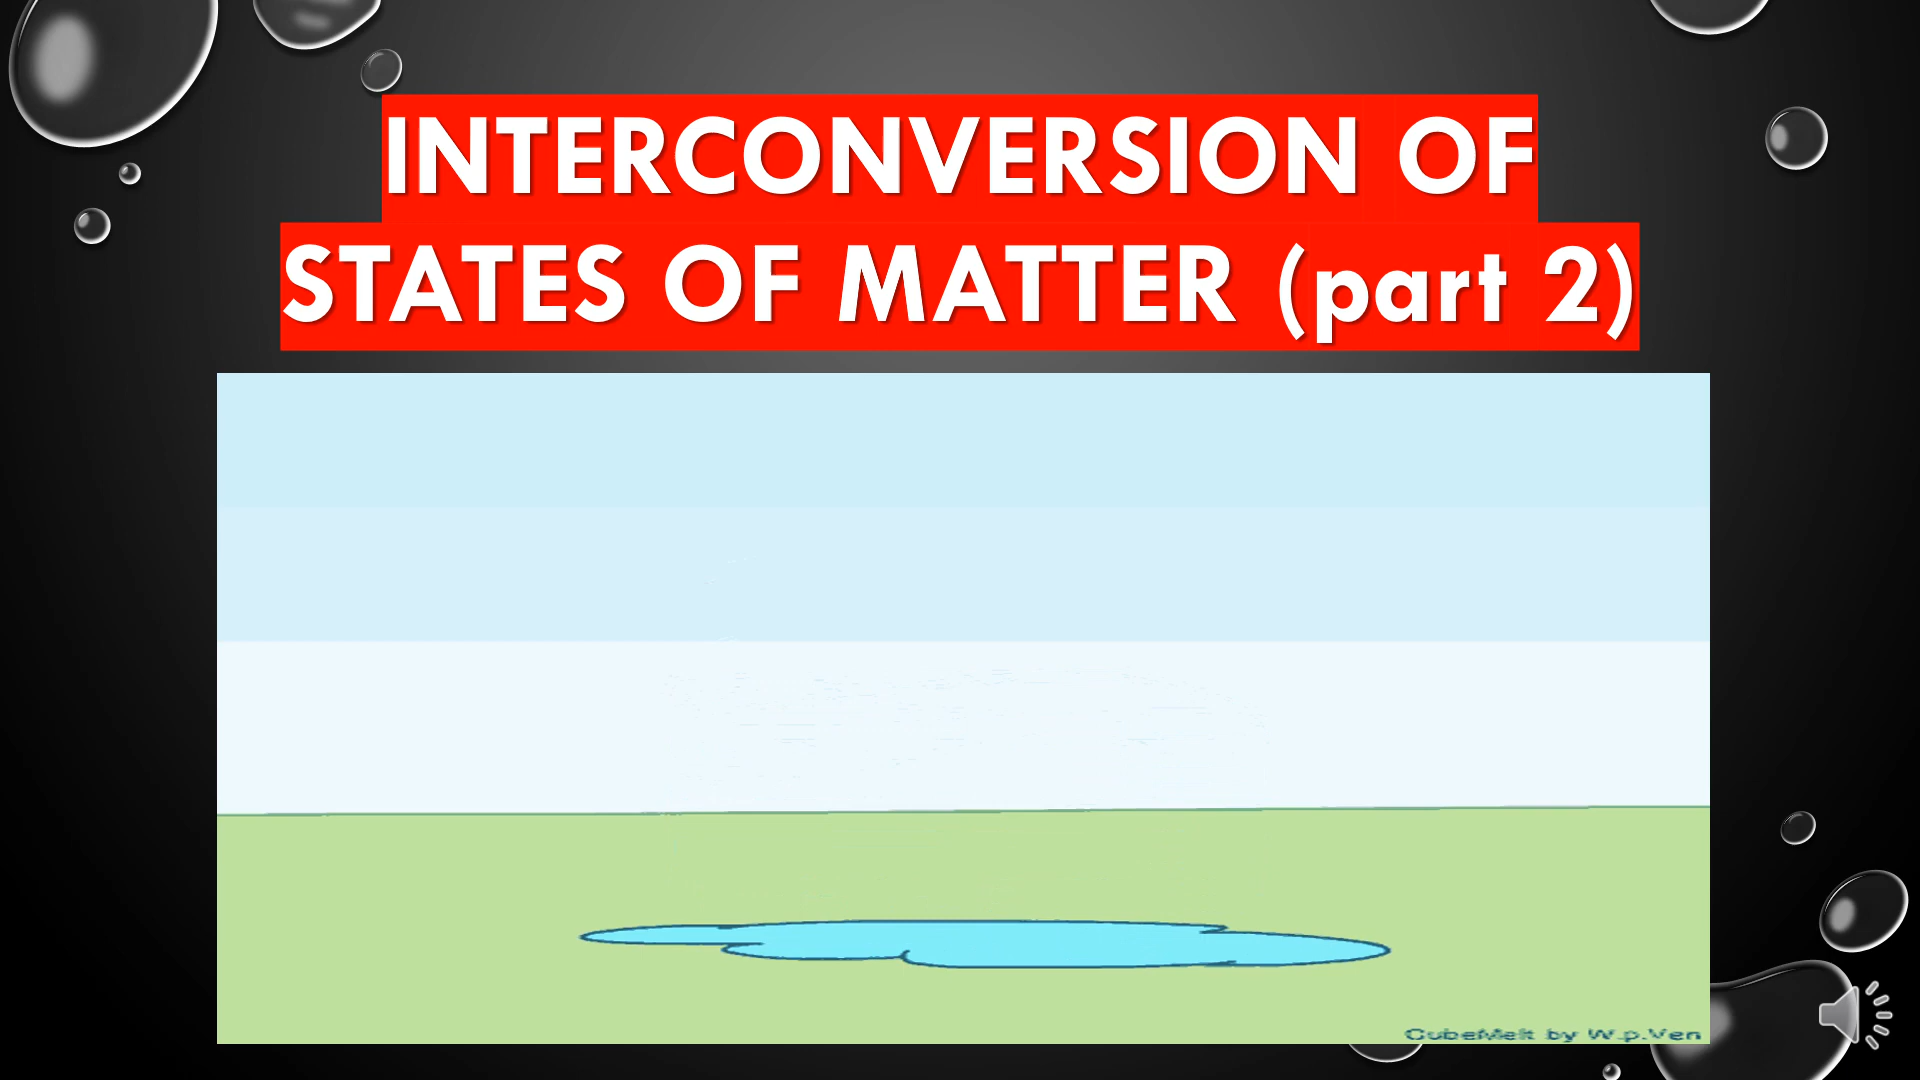 INTERCONVERSION OF
STATES OF MATTER (part 2)
CubeMelt by W.p.Ven